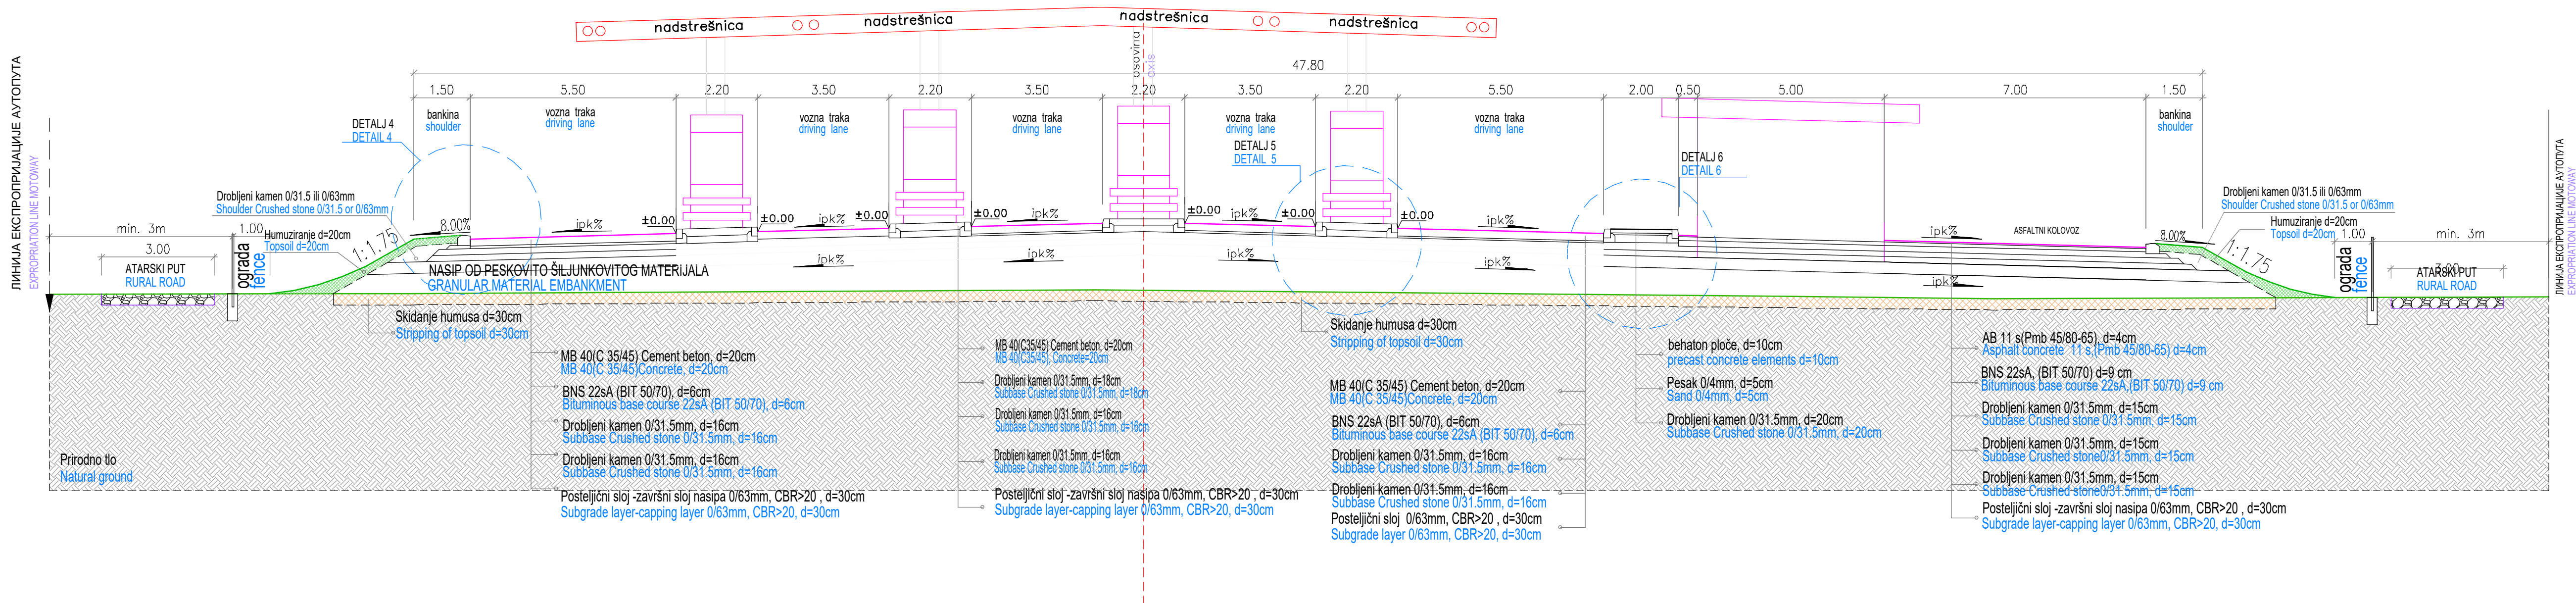 nadstrešnica
nadstrešnica
nadstrešnica
nadstrešnica
osovina
axis
47.80
1.50
5.50
2.20
3.50
2.20
3.50
2.20
3.50
2.20
5.50
2.00
0.50
5.00
7.00
1.50
ЛИНИЈА ЕКСПРОПРИЈАЦИЈЕ АУТОПУТА
EXPROPRIATION LINE MOTOWAY
bankina
shoulder
vozna traka
driving lane
vozna traka
driving lane
vozna traka
driving lane
vozna traka
driving lane
vozna traka
driving lane
bankina
shoulder
ЛИНИЈА ЕКСПРОПРИЈАЦИЈЕ АУТОПУТА
EXPROPRIATION LINE MOTOWAY
DETALJ 4
DETAIL 4
DETALJ 5
DETAIL 5
DETALJ 6
DETAIL 6
Drobljeni kamen 0/31.5 ili 0/63mm
Shoulder Crushed stone 0/31.5 or 0/63mm
Drobljeni kamen 0/31.5 ili 0/63mm
Shoulder Crushed stone 0/31.5 or 0/63mm
min. 3m
1.00
3.00
Humuziranje d=20cm
Topsoil d=20cm
1:1.75
8.00%
ipk%
±0.00
±0.00
ipk%
±0.00
±0.00
ipk%
ipk%
±0.00
±0.00
ipk%
ipk%
ASFALTNI KOLOVOZ
8.00%
1:1.75
Humuziranje d=20cm
Topsoil d=20cm
1.00
min. 3m
3.00
ATARSKI PUT
RURAL ROAD
ograda
fence
NASIP OD PESKOVITO ŠILJUNKOVITOG MATERIJALA
GRANULAR MATERIAL EMBANKMENT
ipk%
ipk%
ipk%
ipk%
ipk%
ograda
fence
ATARSKI PUT
RURAL ROAD
Skidanje humusa d=30cm
Stripping of topsoil d=30cm
MB 40(C 35/45) Cement beton, d=20cm
MB 40(C 35/45)Concrete, d=20cm
BNS 22sA (BIT 50/70), d=6cm
Bituminous base course 22sA (BIT 50/70), d=6cm
Drobljeni kamen 0/31.5mm, d=16cm
Subbase Crushed stone 0/31.5mm, d=16cm
Drobljeni kamen 0/31.5mm, d=16cm
Subbase Crushed stone 0/31.5mm, d=16cm
Posteljični sloj -završni sloj nasipa 0/63mm, CBR>20 , d=30cm
Subgrade layer-capping layer 0/63mm, CBR>20, d=30cm
MB 40(C35/45) Cement beton, d=20cm
MB 40(C35/45), Concrete=20cm
Drobljeni kamen 0/31.5mm, d=18cm
Subbase Crushed stone 0/31.5mm, d=18cm
Drobljeni kamen 0/31.5mm, d=16cm
Subbase Crushed stone 0/31.5mm, d=16cm
Drobljeni kamen 0/31.5mm, d=16cm
Subbase Crushed stone 0/31.5mm, d=16cm
Posteljični sloj -završni sloj nasipa 0/63mm, CBR>20 , d=30cm
Subgrade layer-capping layer 0/63mm, CBR>20, d=30cm
Skidanje humusa d=30cm
Stripping of topsoil d=30cm
MB 40(C 35/45) Cement beton, d=20cm
MB 40(C 35/45)Concrete, d=20cm
BNS 22sA (BIT 50/70), d=6cm
Bituminous base course 22sA (BIT 50/70), d=6cm
Drobljeni kamen 0/31.5mm, d=16cm
Subbase Crushed stone 0/31.5mm, d=16cm
Drobljeni kamen 0/31.5mm, d=16cm
Subbase Crushed stone 0/31.5mm, d=16cm
Posteljični sloj 0/63mm, CBR>20 , d=30cm
Subgrade layer 0/63mm, CBR>20, d=30cm
behaton ploče, d=10cm
precast concrete elements d=10cm
Pesak 0/4mm, d=5cm
Sand 0/4mm, d=5cm
Drobljeni kamen 0/31.5mm, d=20cm
Subbase Crushed stone 0/31.5mm, d=20cm
AB 11 s(Pmb 45/80-65), d=4cm
Asphalt concrete 11 s,(Pmb 45/80-65) d=4cm
BNS 22sA, (BIT 50/70) d=9 cm
Bituminous base course 22sA,(BIT 50/70) d=9 cm
Drobljeni kamen 0/31.5mm, d=15cm
Subbase Crushed stone 0/31.5mm, d=15cm
Drobljeni kamen 0/31.5mm, d=15cm
Subbase Crushed stone0/31.5mm, d=15cm
Drobljeni kamen 0/31.5mm, d=15cm
Subbase Crushed stone0/31.5mm, d=15cm
Posteljični sloj -završni sloj nasipa 0/63mm, CBR>20 , d=30cm
Subgrade layer-capping layer 0/63mm, CBR>20, d=30cm
Prirodno tlo
Natural ground